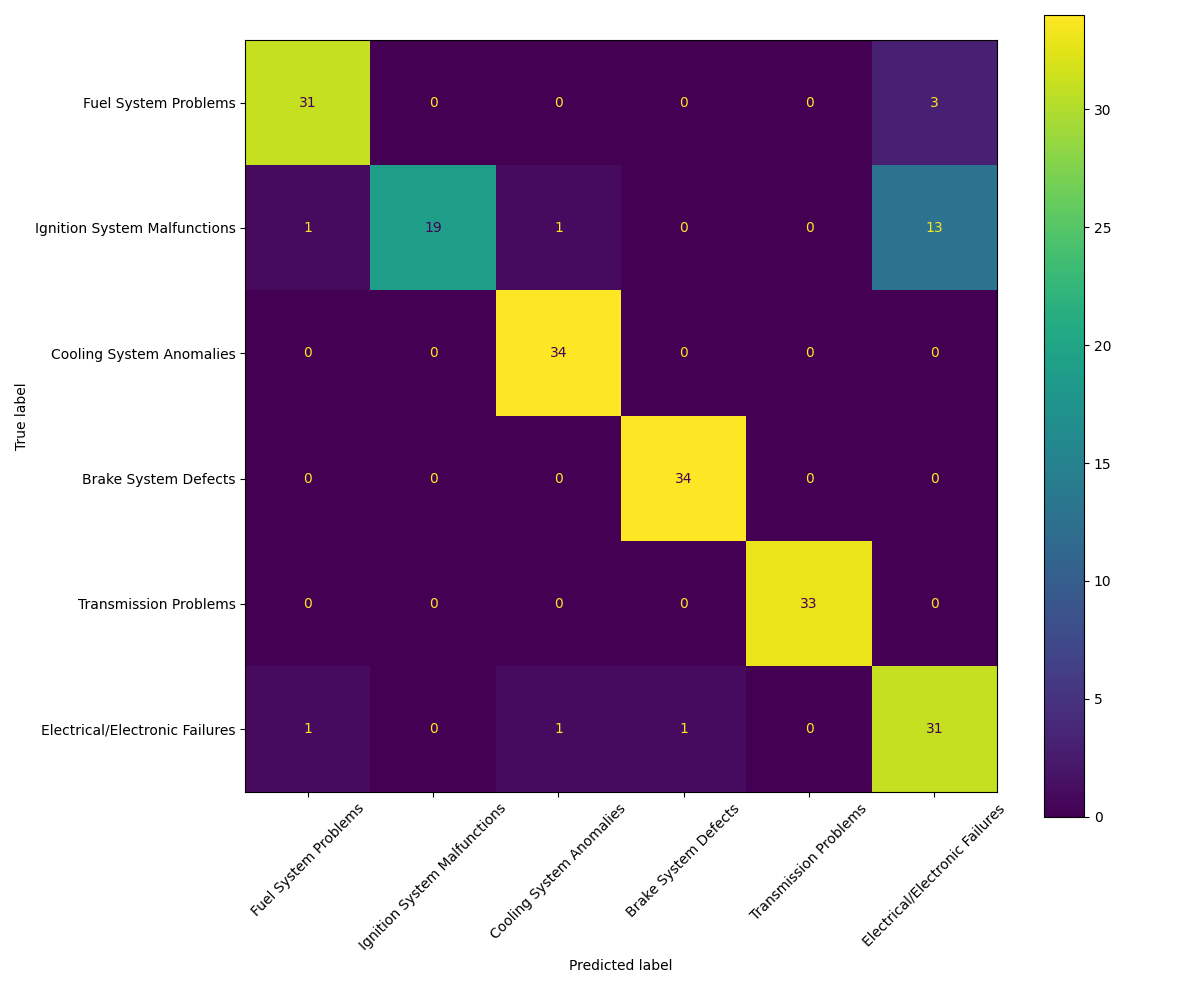 Fuel System Problems 31 0 0 0 0 3
Ignition System Malfunctions 1 19 1 0 0 13
Cooling System Anomalies 0 0 34 0 0 0
Brake System Defects 0 0 0 34 0 0
Transmission Problems 0 0 0 0 33 0
Electrical/Electronic Failures 1 0 1 1 0 31
True label
Fuel System Problems
Ignition System Malfunctions
Cooling System Anomalies
Brake System Defects
Transmission Problems
Electrical/Electronic Failures
Predicted label
30
25
20
15
10
5
0